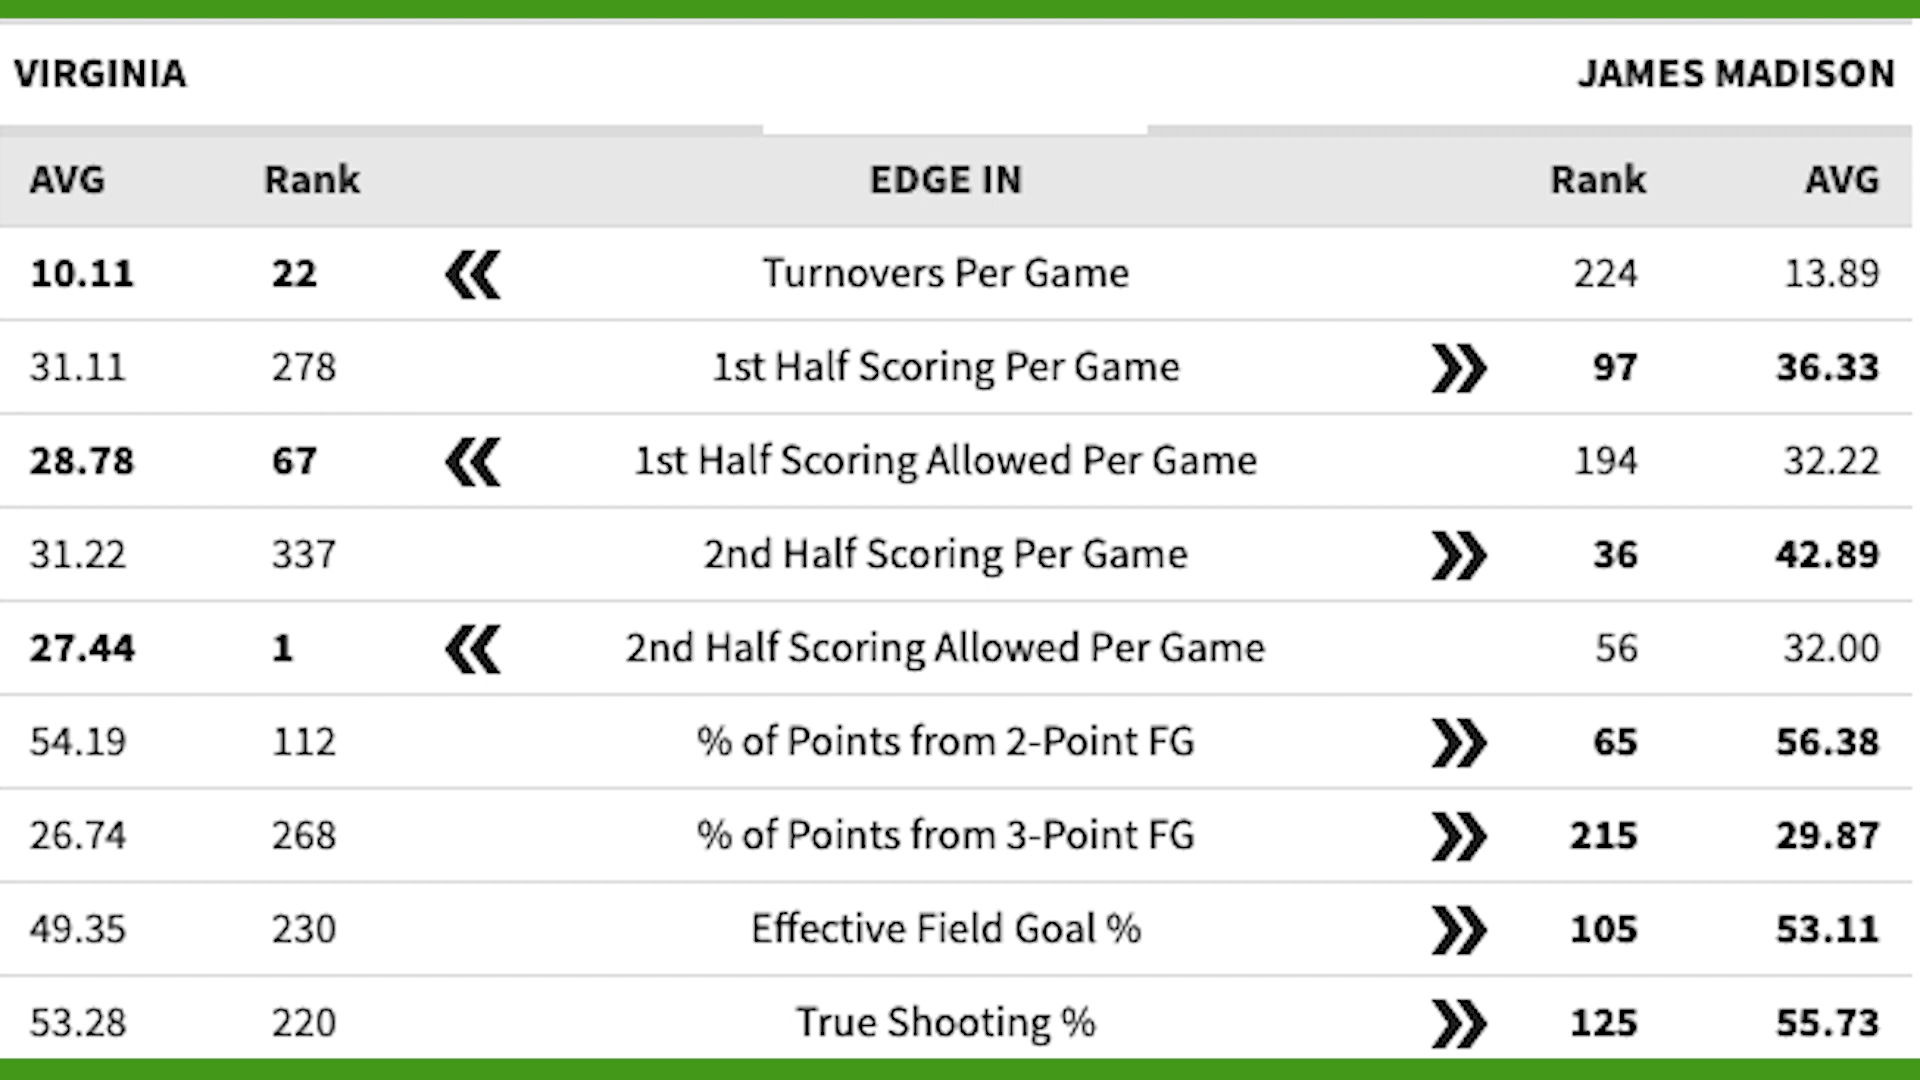 VIRGINIA JAMES MADISON
AVG Rank EDGE IN Rank AVG
10.11 22 Turnovers Per Game 224 13.89
31.11 278 1st Half Scoring Per Game 97 36.33
28.78 67 1st Half Scoring Allowed Per Game 194 32.22
31.22 337 2nd Half Scoring Per Game 36 42.89
27.44 1 2nd Half Scoring Allowed Per Game 56 32.00
54.19 112 % of Points from 2-Point FG 65 56.38
26.74 268 % of Points from 3-Point FG 215 29.87
49.35 230 Effective Field Goal % 105 53.11
53.28 220 True Shooting % 125 55.73